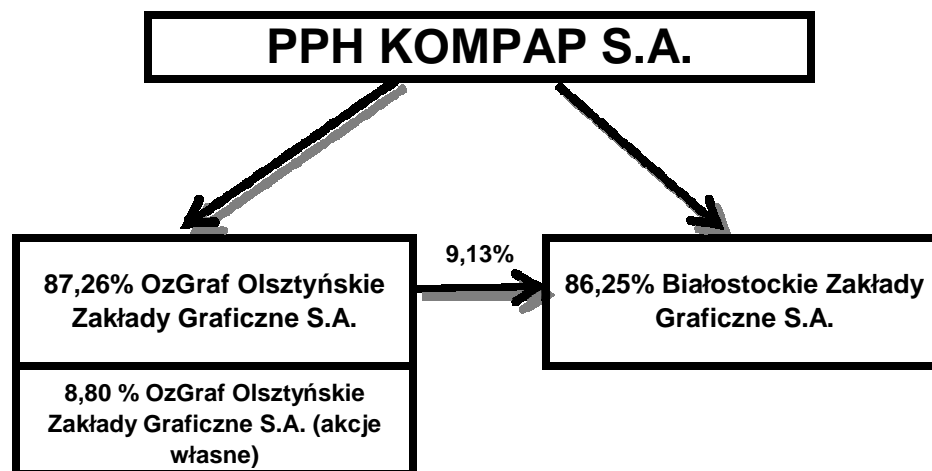 PPH KOMPAP S.A.
9,13%
87,26% OzGraf Olsztyńskie
Zakłady Graficzne S.A.
86,25% Białostockie Zakłady
Graficzne S.A.
8,80 % OzGraf Olsztyńskie
Zakłady Graficzne S.A. (akcje
własne)